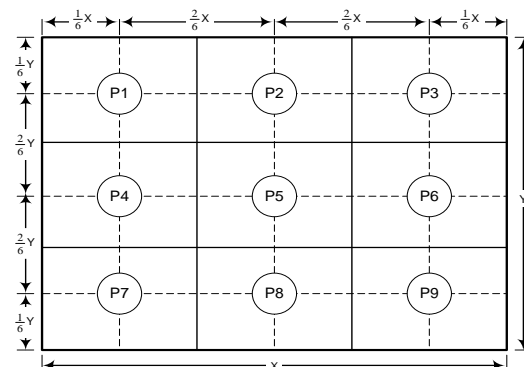 1/6 X 2/6 X 2/6 X 1/6 X
1/6 Y
P1 P2 P3
2/6 Y
P4 P5 P6 Y
2/6 Y
P7 P8 P9
1/6 Y
X